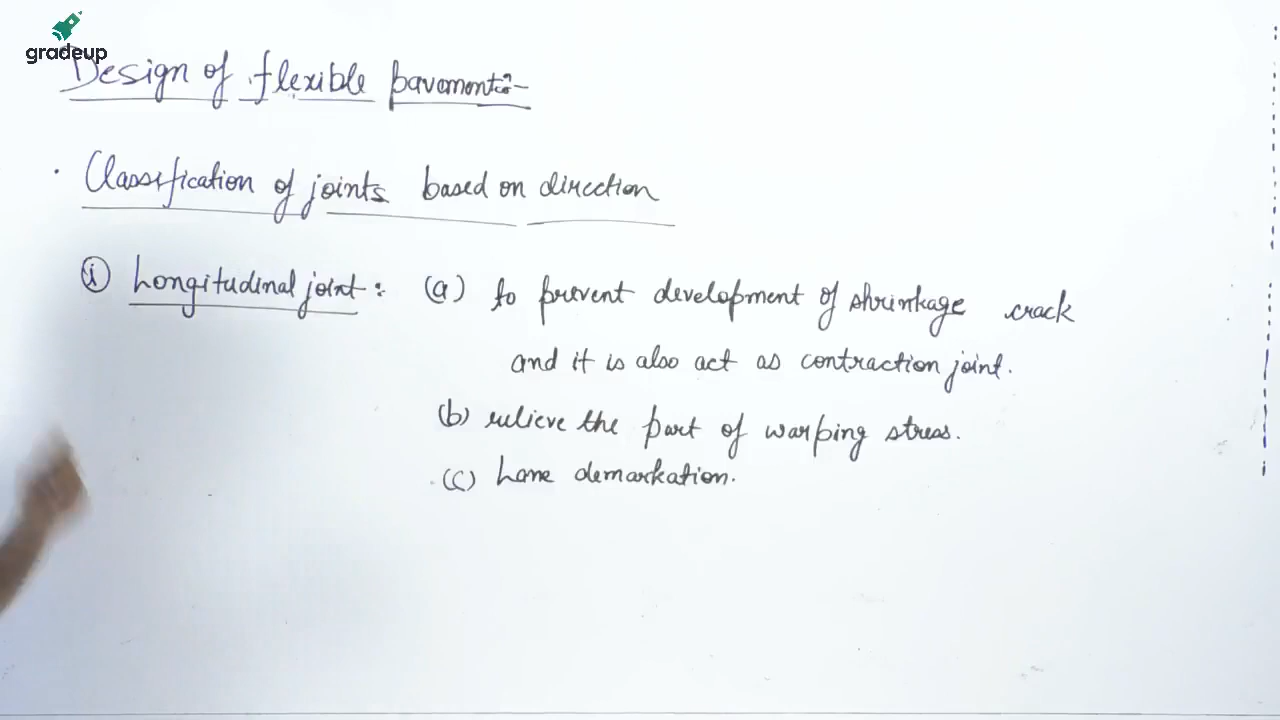 gradeup
Design of flexible pavement:-
Classification of joints based on direction
(i) Longitudinal joint: (a) to prevent development of shrinkage crack
and it is also act as contraction joint.
(b) relieve the part of warping stress.
(c) Lane demarkation.